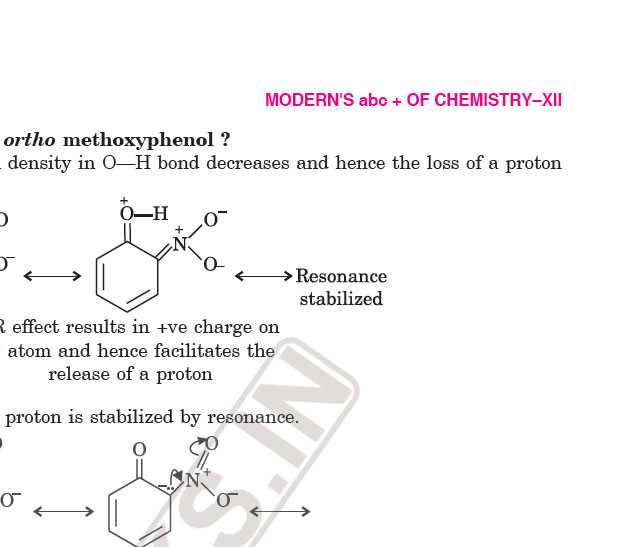 MODERN'S abc + OF CHEMISTRY–XII
ortho methoxyphenol ?
density in O—H bond decreases and hence the loss of a proton
+
O—H
+
N
O–
O–
O–
Resonance
stabilized
R effect results in +ve charge on
atom and hence facilitates the
release of a proton
proton is stabilized by resonance.
O
O
N+
O–
O–
S.IN